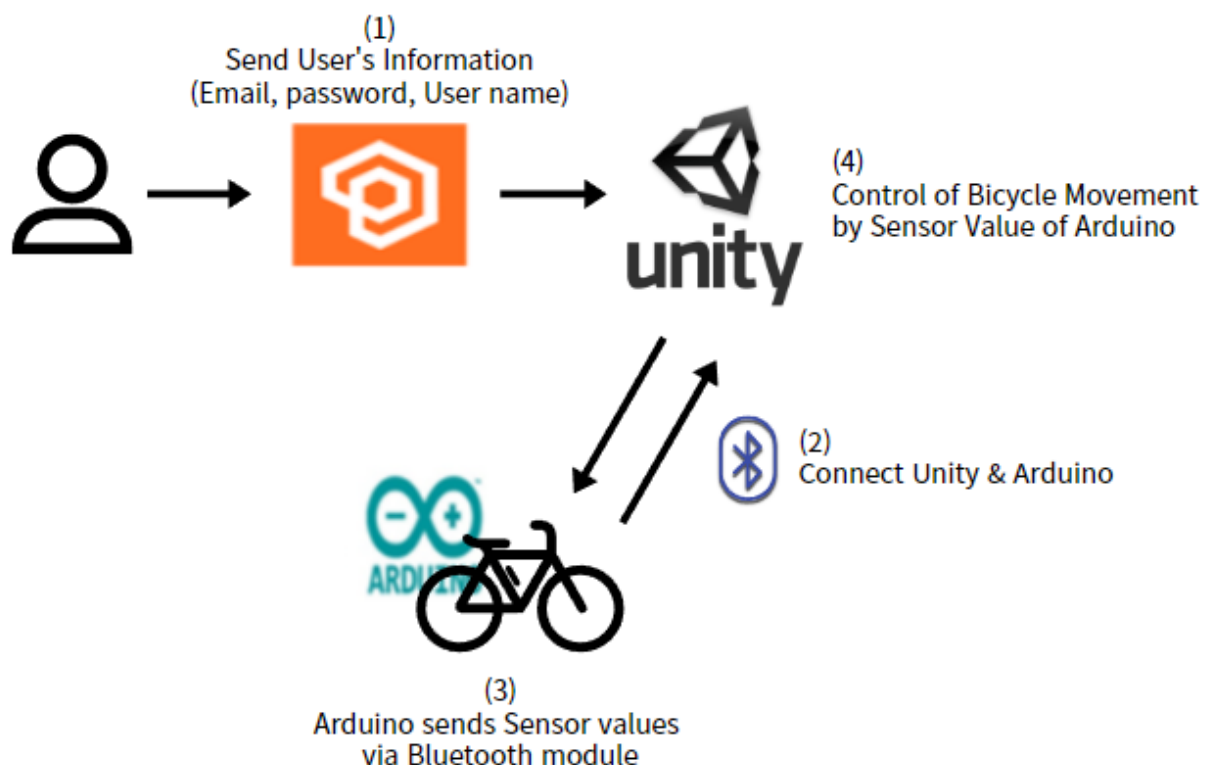 (1)
Send User's Information
(Email, password, User name)
unity
(4)
Control of Bicycle Movement
by Sensor Value of Arduino
(2)
Connect Unity & Arduino
ARDUINO
(3)
Arduino sends Sensor values
via Bluetooth module